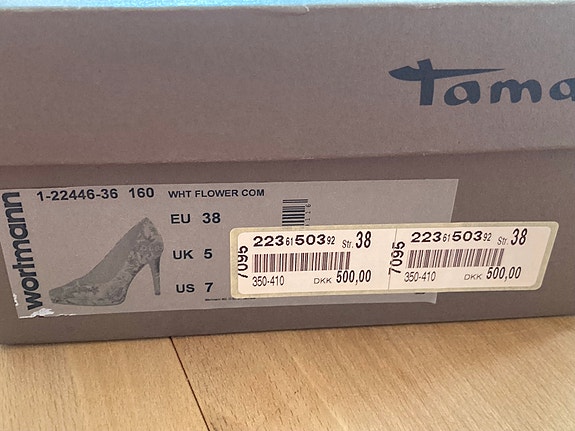 Tama
wortmann
1-22446-36 160 WHT FLOWER COM
EU 38
UK 5
US 7
7095
223 61 503 92 Str. 38
350-410 DKK 500,00
7095
223 61 503 92 Str. 38
350-410 DKK 500,00